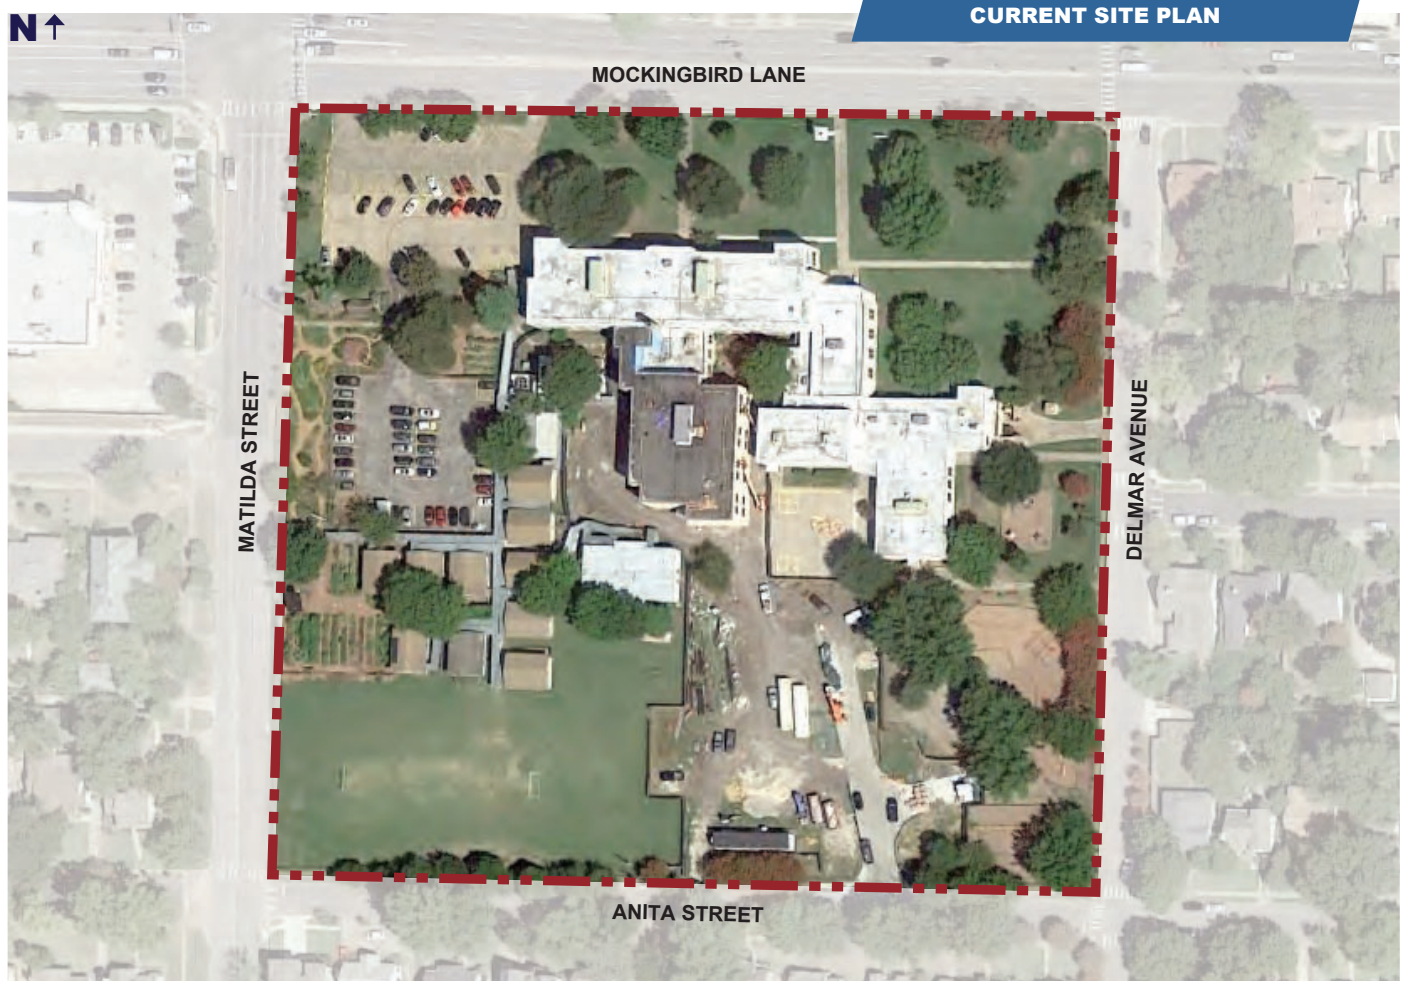 CURRENT SITE PLAN
N
MOCKINGBIRD LANE
MATILDA STREET
DELMAR AVENUE
ANITA STREET